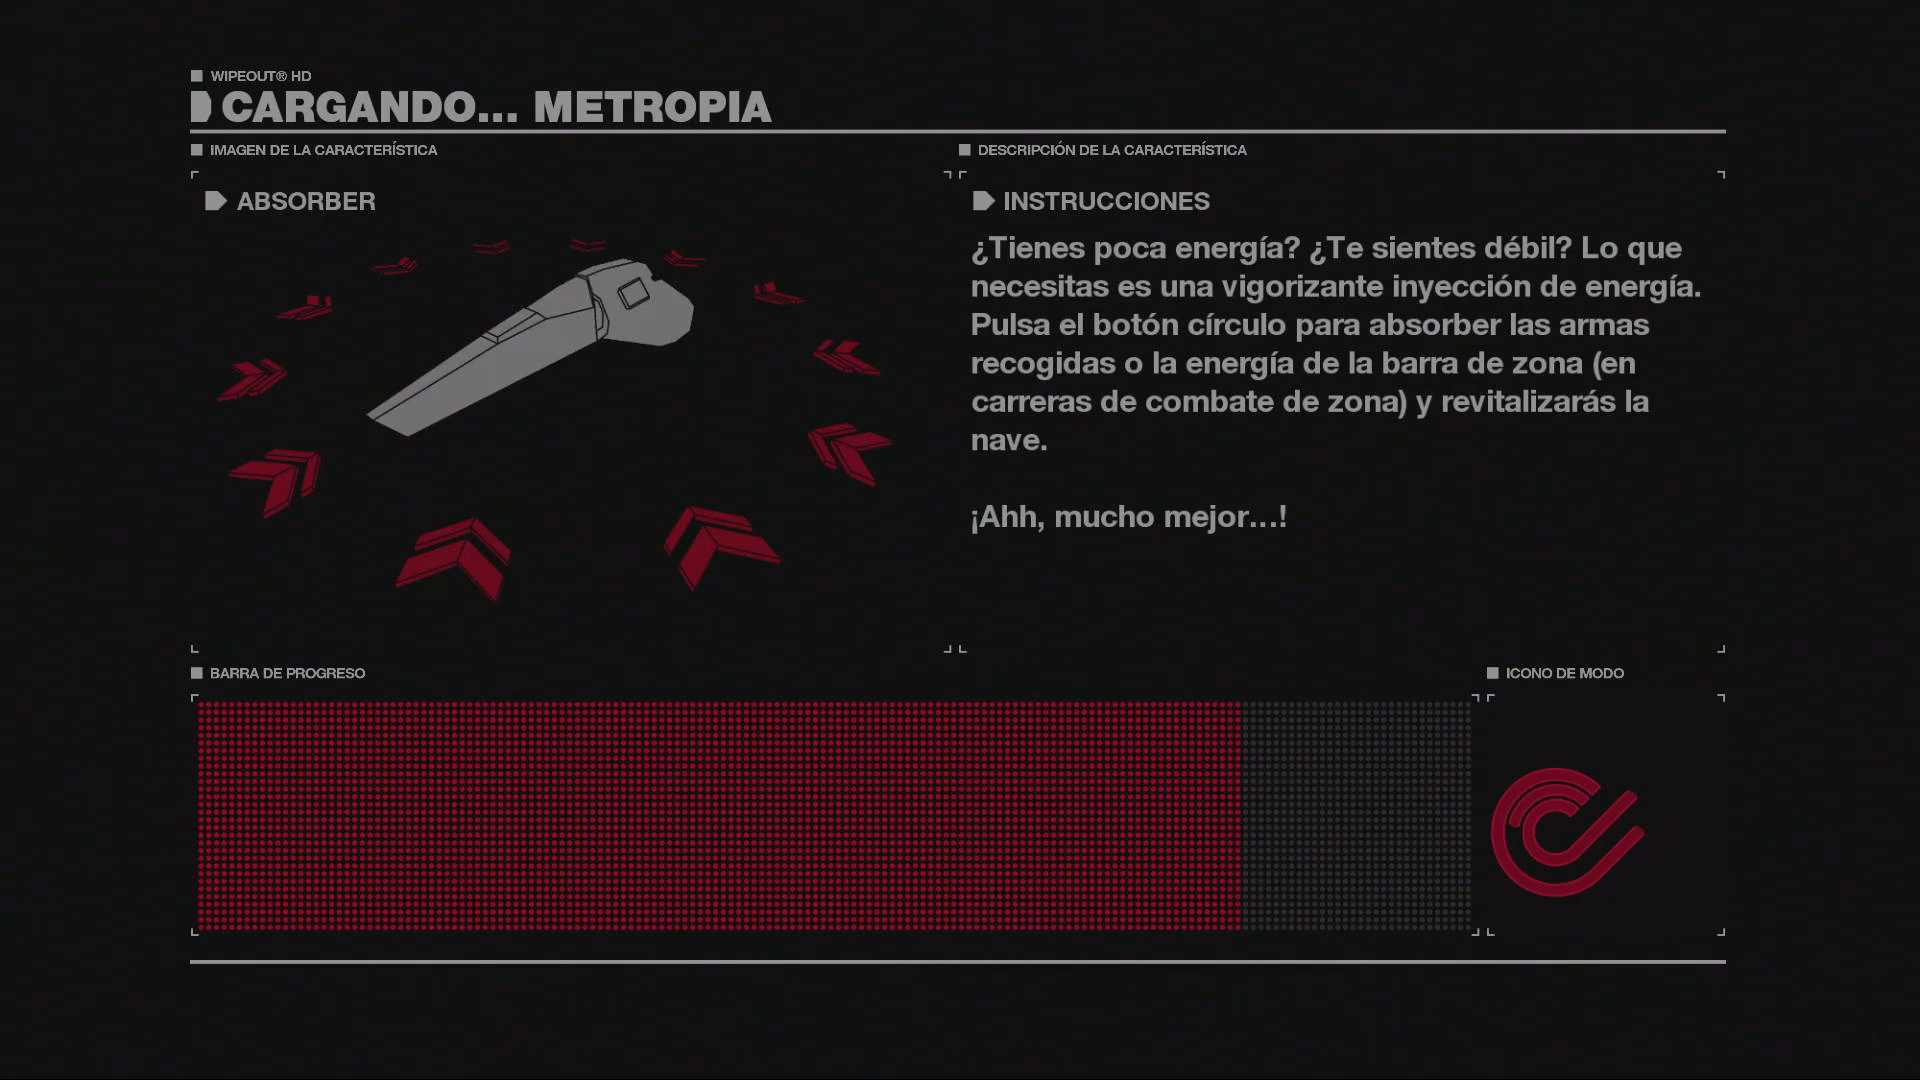 WIPEOUT® HD
CARGANDO... METROPIA
IMAGEN DE LA CARACTERÍSTICA
ABSORBER
DESCRIPCIÓN DE LA CARACTERÍSTICA
INSTRUCCIONES
¿Tienes poca energía? ¿Te sientes débil? Lo que
necesitas es una vigorizante inyección de energía.
Pulsa el botón círculo para absorber las armas
recogidas o la energía de la barra de zona (en
carreras de combate de zona) y revitalizarás la
nave.
¡Ahh, mucho mejor...!
BARRA DE PROGRESO
ICONO DE MODO